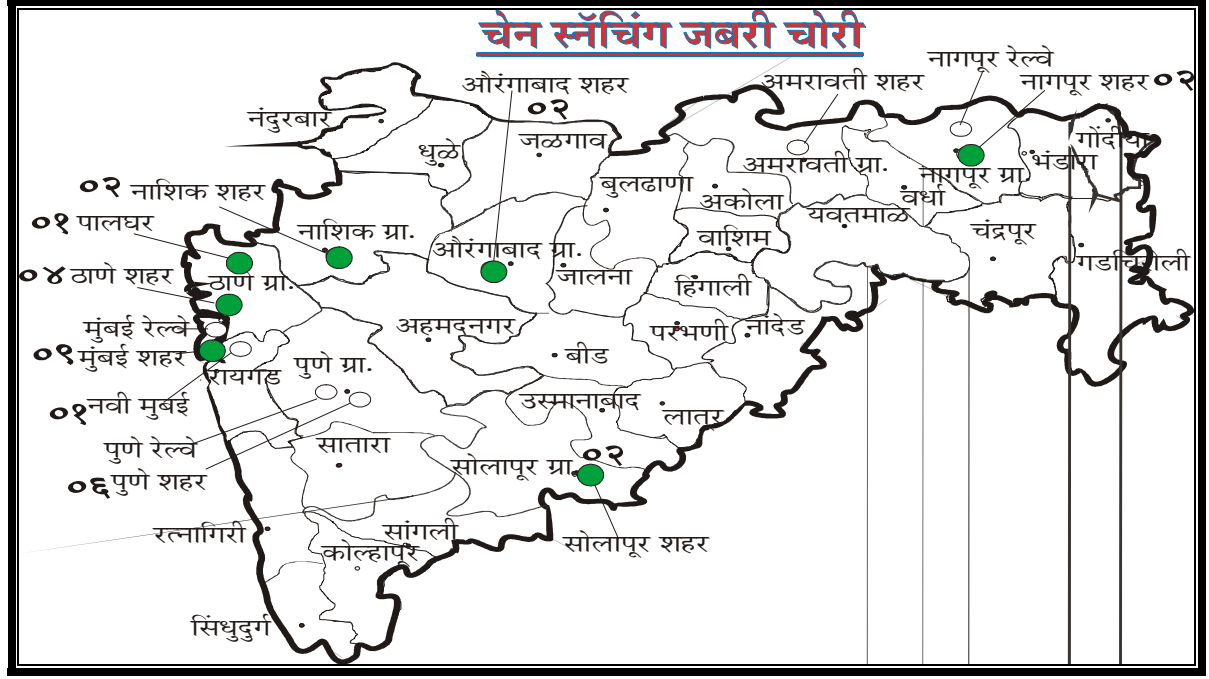 चेन स्नॅचिंग जबरी चोरी
नागपूर रेल्वे
औरंगाबाद शहर
०२
अमरावती शहर
नागपूर शहर ०२
नंदुरबार
धुळे
जळगाव
गोंदीया
भंडारा
अमरावती ग्रा.
नागपूर ग्रा.
०२ नाशिक शहर
बुलढाणा
अकोला
वर्धा
यवतमाळ
०१ पालघर
नाशिक ग्रा.
औरंगाबाद ग्रा.
वाशिम
चंद्रपूर
०४ ठाणे शहर
ठाणे ग्रा.
जालना
हिंगाली
गडचिरोली
मुंबई रेल्वे
अहमदनगर
परभणी
नांदेड
०९ मुंबई शहर
रायगड
पुणे ग्रा.
बीड
०१ नवी मुबई
उस्मानाबाद
लातूर
पुणे रेल्वे
सातारा
सोलापूर ग्रा.
०२
०६ पुणे शहर
रत्नागिरी
सांगली
कोल्हापूर
सोलापूर शहर
सिंधुदुर्ग